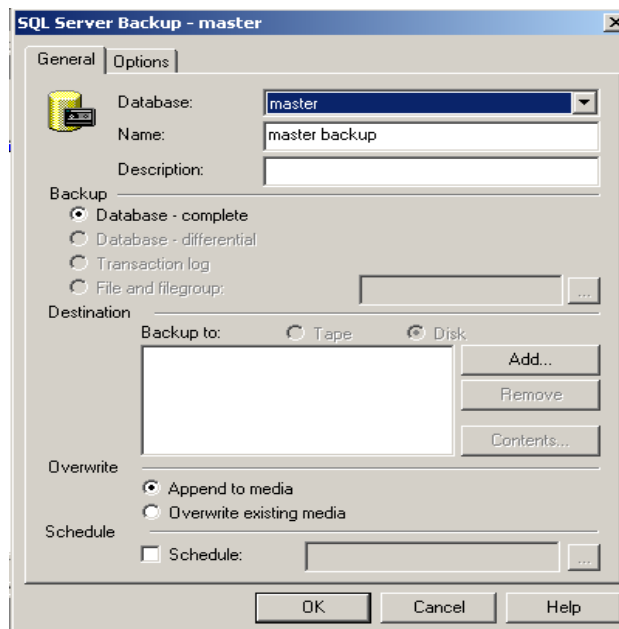 SQL Server Backup - master
General Options
Database: master
Name: master backup
Description:
Backup
Database - complete
Database - differential
Transaction log
File and filegroup: ...
Destination
Backup to: Tape Disk
Add...
Remove
Contents...
Overwrite
Append to media
Overwrite existing media
Schedule
Schedule: ...
OK Cancel Help